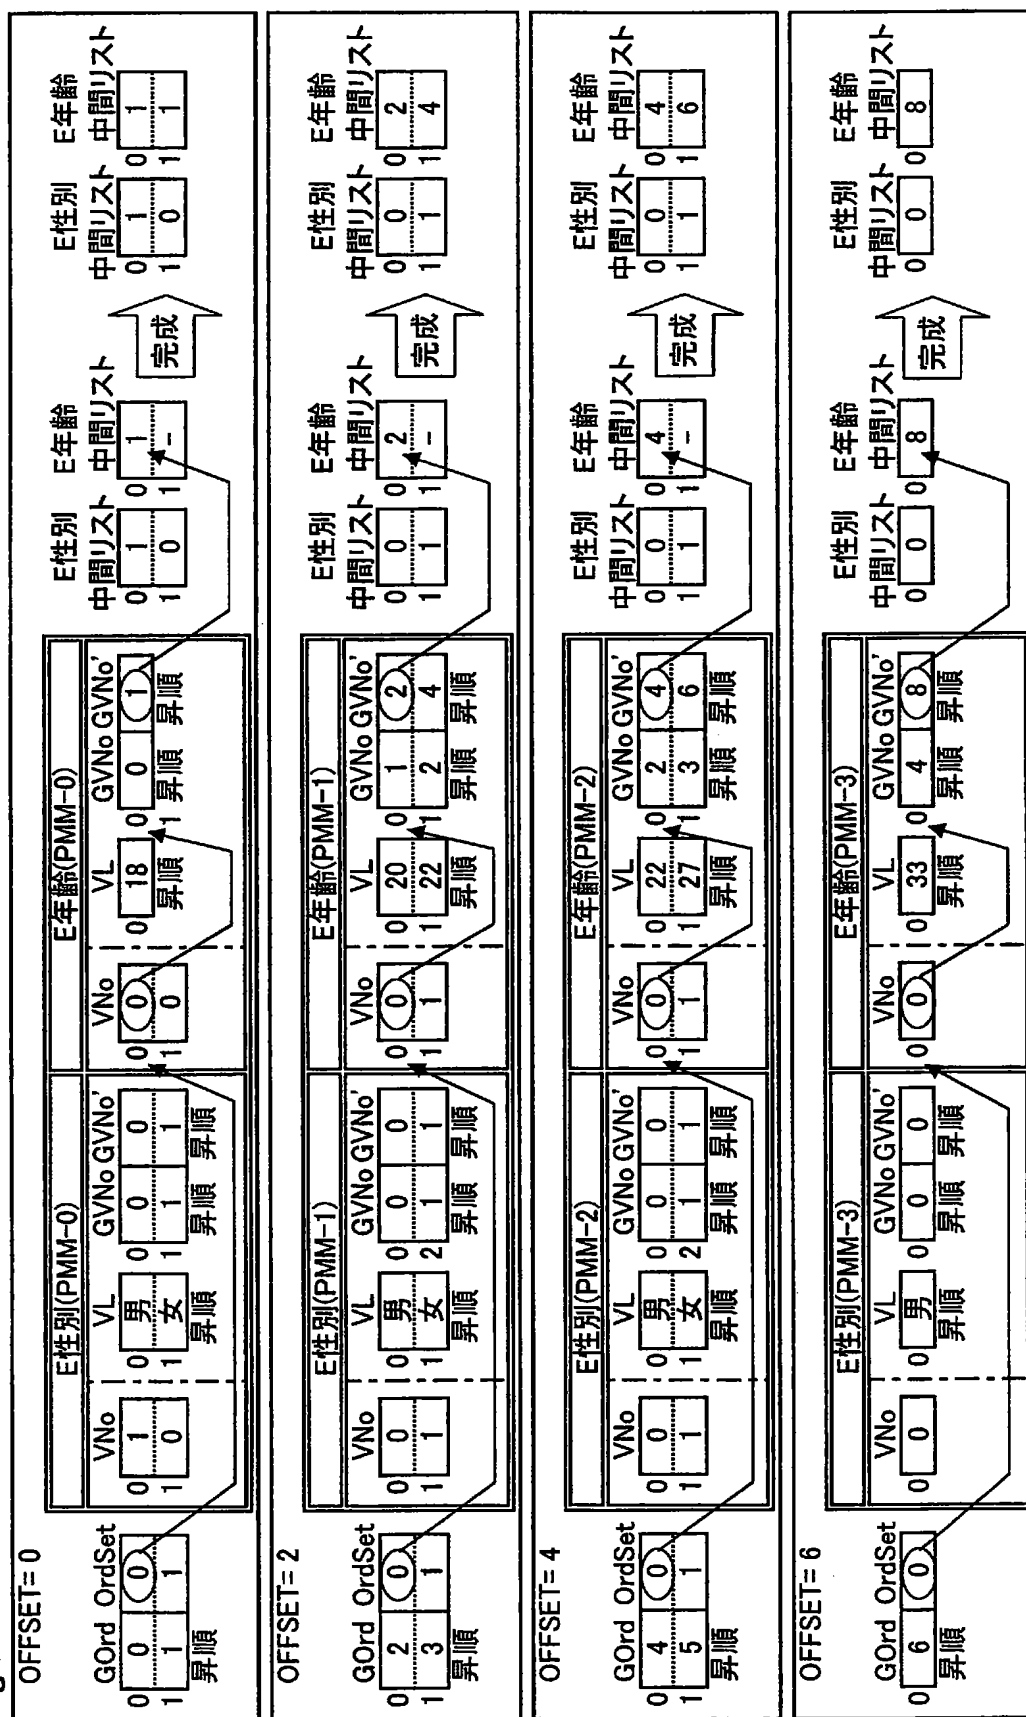 OFFSET= 0
E性別(PMM-0) E年齢(PMM-0) E性別 E年齢 E性別 E年齢
GOrd OrdSet VNo VL GVNo GVNo' VNo VL GVNo GVNo' 中間リスト 中間リスト 中間リスト 中間リスト
0 0 0 0 1 0 男 0 0 0 0 0 0 18 0 0 1 0 1 0 1 完成 0 1 0 1
1 1 1 1 0 1 女 1 1 1 1 0 昇順 1 昇順 昇順 1 0 1 - 1 0 1 1
昇順 昇順 昇順 昇順
OFFSET= 2
E性別(PMM-1) E年齢(PMM-1) E性別 E年齢 E性別 E年齢
GOrd OrdSet VNo VL GVNo GVNo' VNo VL GVNo GVNo' 中間リスト 中間リスト 中間リスト 中間リスト
0 2 0 0 0 0 男 0 0 0 0 0 0 20 0 1 2 0 0 0 2 完成 0 0 0 2
1 3 1 1 1 1 女 2 1 1 1 1 1 22 1 2 4 1 1 1 - 1 1 1 4
昇順 昇順 昇順 昇順 昇順 昇順 昇順
OFFSET= 4
E性別(PMM-2) E年齢(PMM-2) E性別 E年齢 E性別 E年齢
GOrd OrdSet VNo VL GVNo GVNo' VNo VL GVNo GVNo' 中間リスト 中間リスト 中間リスト 中間リスト
0 4 0 0 0 0 男 0 0 0 0 0 0 22 0 2 4 0 0 0 4 完成 0 0 0 4
1 5 1 1 1 1 女 2 1 1 1 1 1 27 1 3 6 1 1 1 - 1 1 1 6
昇順 昇順 昇順 昇順 昇順 昇順 昇順
OFFSET= 6
E性別(PMM-3) E年齢(PMM-3) E性別 E年齢 E性別 E年齢
GOrd OrdSet VNo VL GVNo GVNo' VNo VL GVNo GVNo' 中間リスト 中間リスト 中間リスト 中間リスト
0 6 0 0 0 0 男 0 0 0 0 0 0 33 0 4 8 0 0 0 8 完成 0 0 0 8
昇順 昇順 昇順 昇順 昇順 昇順 昇順